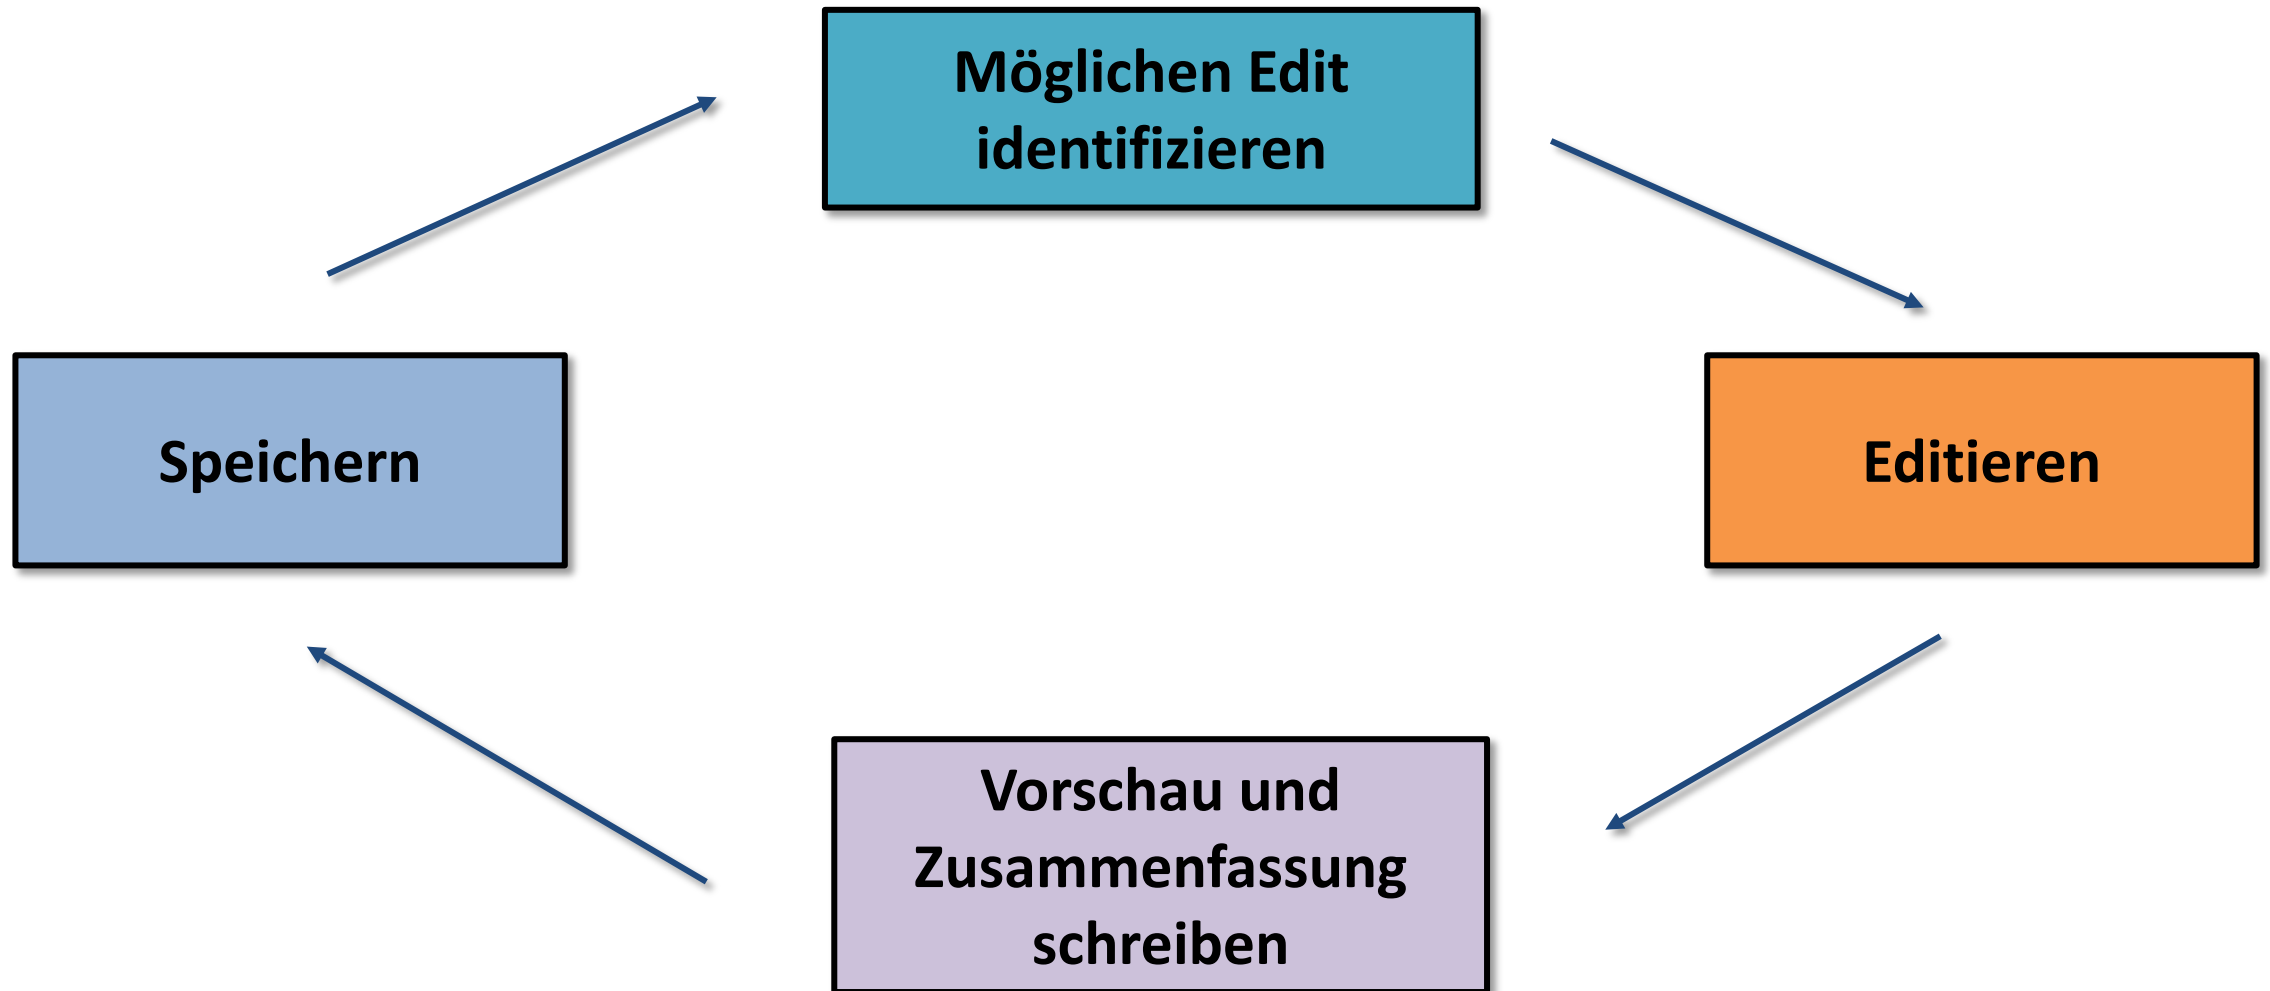 Möglichen Edit
identifizieren
Speichern
Editieren
Vorschau und
Zusammenfassung
schreiben